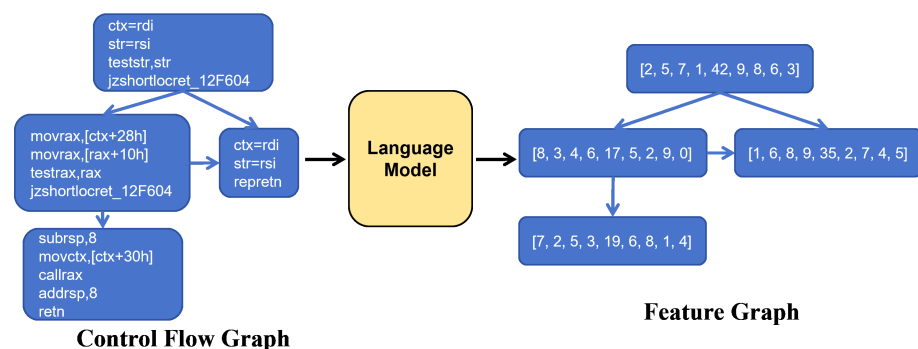 ctx=rdi
str=rsi
teststr,str
jzshortlocret_12F604
movrax,[ctx+28h]
movrax,[rax+10h]
testrax,rax
jzshortlocret_12F604
ctx=rdi
str=rsi
repretn
subrsp,8
movctx,[ctx+30h]
callrax
addrsp,8
retn
Control Flow Graph
Language
Model
[2, 5, 7, 1, 42, 9, 8, 6, 3]
[8, 3, 4, 6, 17, 5, 2, 9, 0]
[1, 6, 8, 9, 35, 2, 7, 4, 5]
[7, 2, 5, 3, 19, 6, 8, 1, 4]
Feature Graph